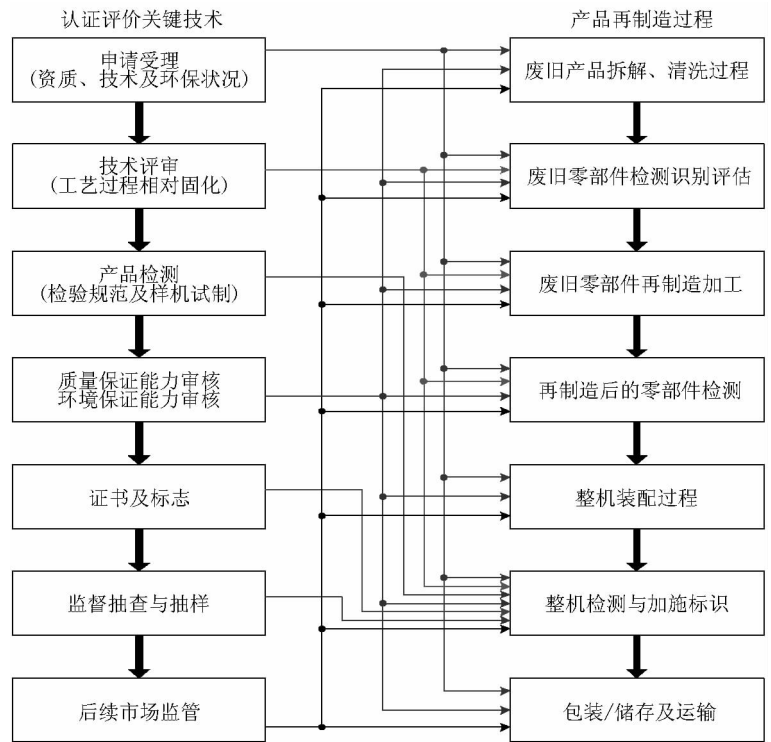 认证评价关键技术
产品再制造过程
申请受理
(资质、技术及环保状况)
废旧产品拆解、清洗过程
技术评审
(工艺过程相对固化)
废旧零部件检测识别评估
产品检测
(检验规范及样机试制)
废旧零部件再制造加工
质量保证能力审核
环境保证能力审核
再制造后的零部件检测
证书及标志
整机装配过程
监督抽查与抽样
整机检测与加施标识
后续市场监管
包装/储存及运输